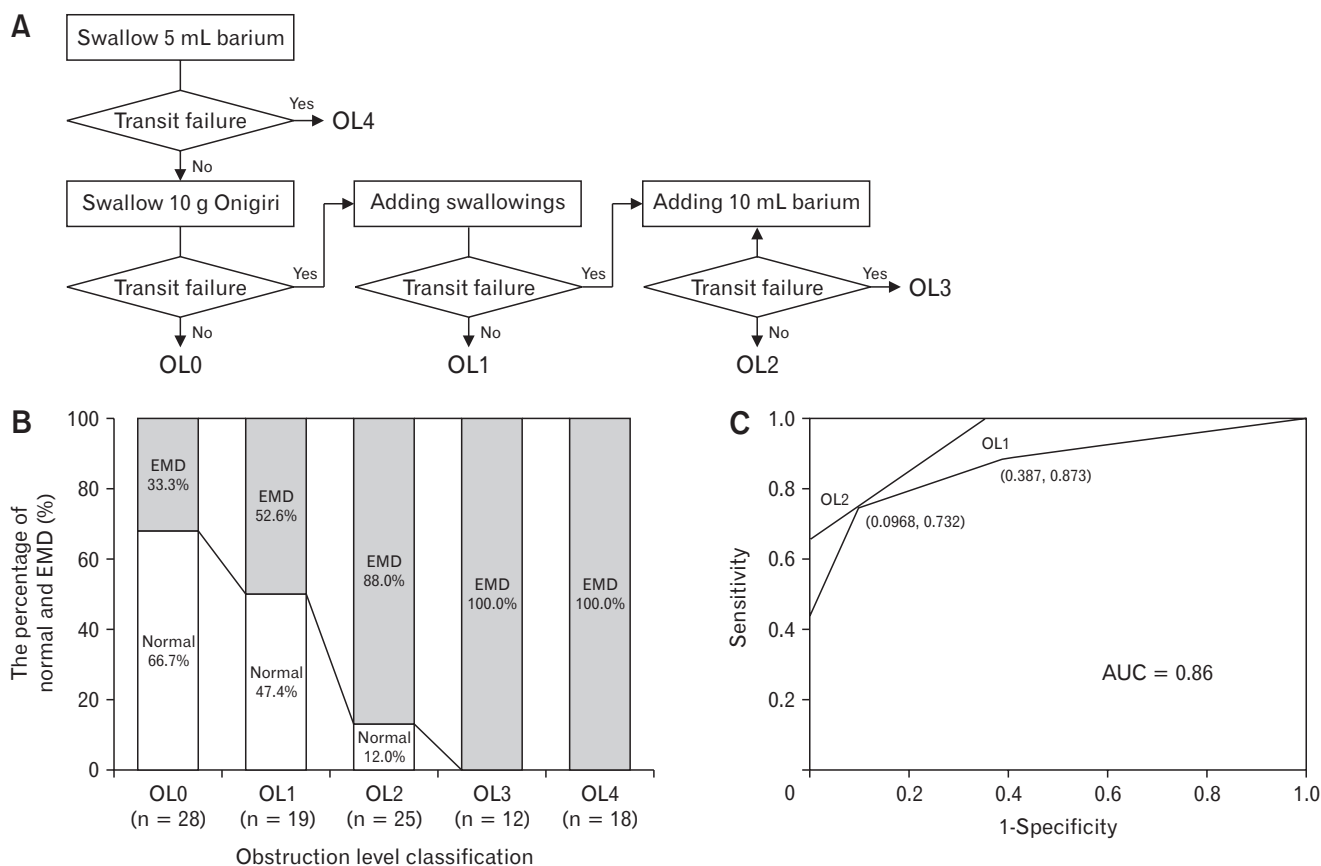 A
Swallow 5 mL barium
Transit failure
Yes
OL4
No
Swallow 10 g Onigiri
Adding swallowings
Adding 10 mL barium
Transit failure
Yes
Transit failure
Yes
Transit failure
Yes
OL3
No
No
No
OL0
OL1
OL2
B
The percentage of
normal and EMD (%)
100
80
60
40
20
0
EMD
33.3%
Normal
66.7%
EMD
52.6%
Normal
47.4%
EMD
88.0%
Normal
12.0%
EMD
100.0%
EMD
100.0%
OL0
(n = 28)
OL1
(n = 19)
OL2
(n = 25)
OL3
(n = 12)
OL4
(n = 18)
Obstruction level classification
C
Sensitivity
1.0
0.8
0.6
0.4
0.2
0
OL1
(0.387, 0.873)
OL2
(0.0968, 0.732)
AUC = 0.86
0.2
0.4
0.6
0.8
1.0
1-Specificity